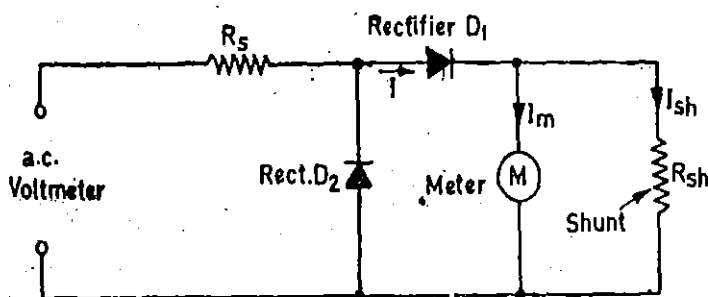 Rectifier D1
Rs
i
Im
Ish
a.c.
Voltmeter
Rect.D2
Meter
M
Rsh
Shunt